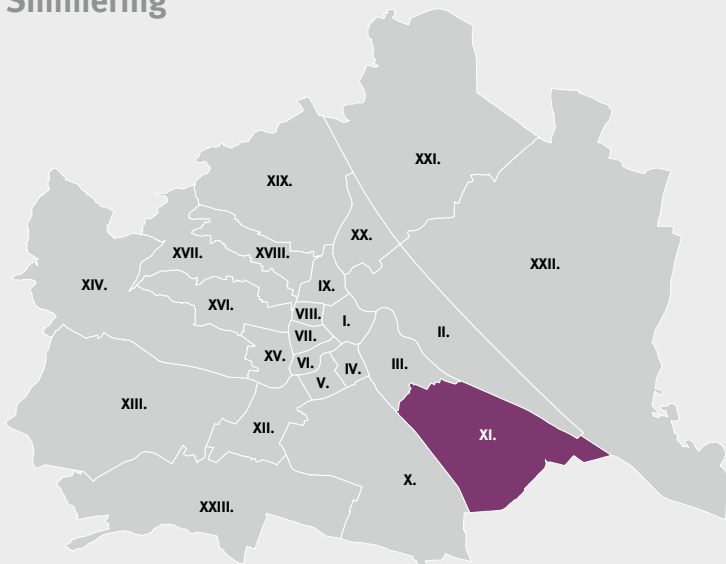 Simmering
XXI.
XIX.
XX.
XVII.
XVIII.
XXII.
XIV.
IX.
XVI.
VIII.
I.
II.
VII.
XV.
VI.
IV.
III.
V.
XIII.
XII.
XI.
X.
XXIII.